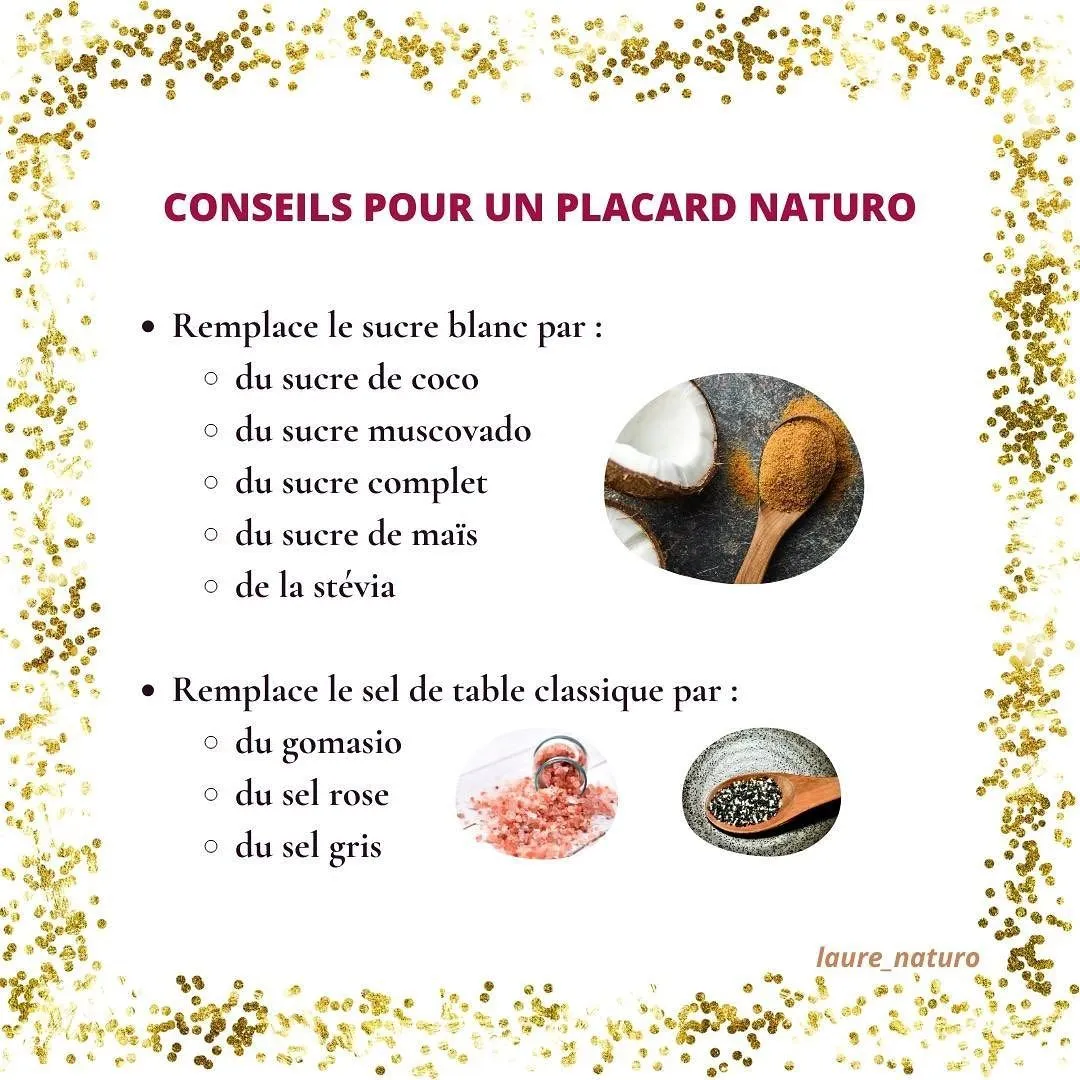 CONSEILS POUR UN PLACARD NATURO
• Remplace le sucre blanc par :
◦ du sucre de coco
◦ du sucre muscovado
◦ du sucre complet
◦ du sucre de maïs
◦ de la stévia
• Remplace le sel de table classique par :
◦ du gomasio
◦ du sel rose
◦ du sel gris
laure_naturo